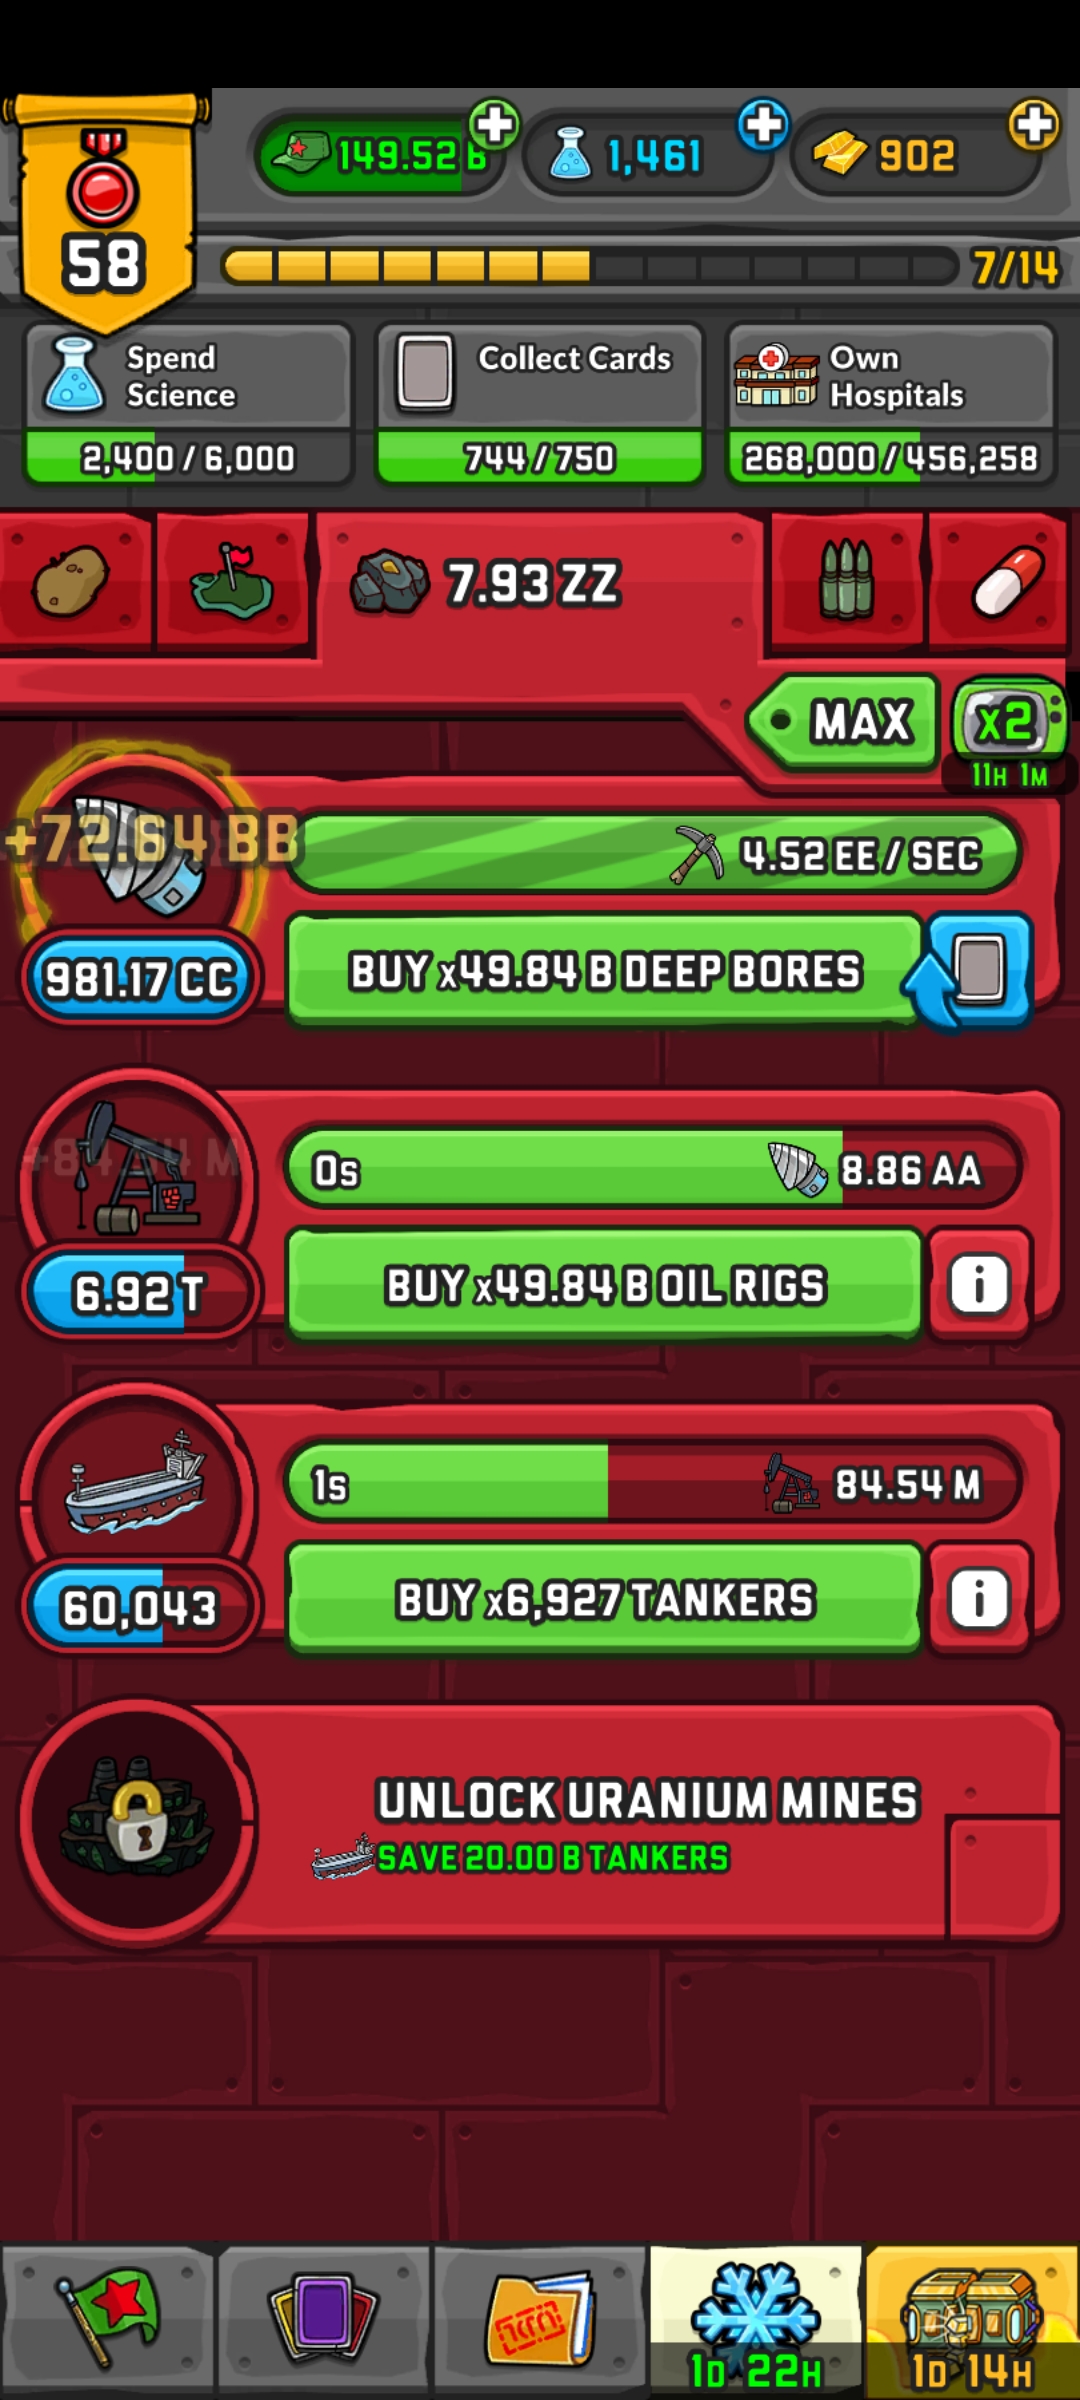 149.52 B
1,461
902
58
7/14
Spend
Science
2,400 / 6,000
Collect Cards
744 / 750
Own
Hospitals
268,000 / 456,258
7.93 ZZ
MAX
x2
11H 1M
+72.64 BB
4.52 EE / SEC
981.17 CC
BUY x49.84 B DEEP BORES
+84.54 M
0s
8.86 AA
6.92 T
BUY x49.84 B OIL RIGS
i
1s
84.54 M
60,043
BUY x6,927 TANKERS
i
UNLOCK URANIUM MINES
SAVE 20.00 B TANKERS
1D 22H
1D 14H